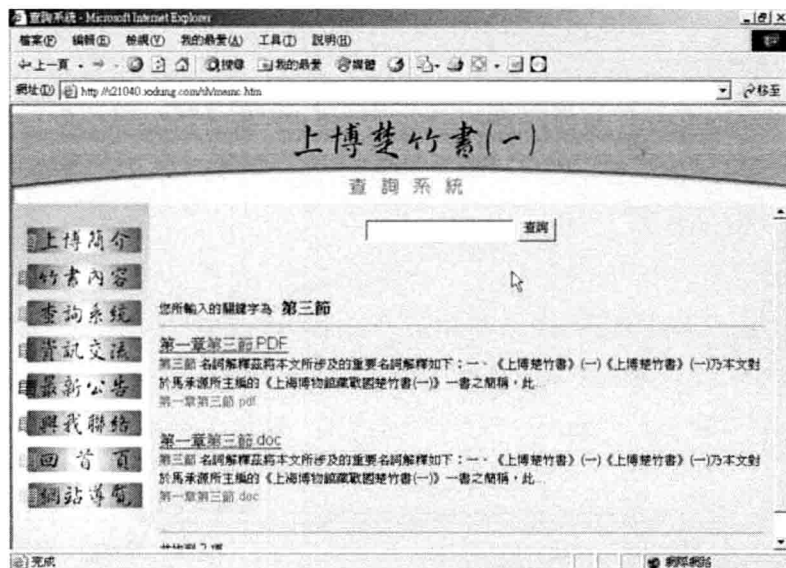 查詢系統 - Microsoft Internet Explorer
檔案(F) 編輯(E) 檢視(V) 我的最愛(A) 工具(T) 說明(H)
上一頁 搜尋 我的最愛 媒體
網址(D) 移至
上博楚竹書(一)
查詢系統
查詢
上博簡介
竹書內容
查詢系統
資訊交流
最新公告
與我聯絡
回首頁
網站導覽
您所輸入的關鍵字為 第三節
第一章第三節 PDF
第三節 名詞解釋茲將本文所涉及的重要名詞解釋如下：一、《上博楚竹書》(一)《上博楚竹書》(一)乃本文對
於馬承源所主編的《上海博物館藏戰國楚竹書(一)》一書之簡稱，此...
第一章第三節 pdf
第一章第三節 doc
第三節 名詞解釋茲將本文所涉及的重要名詞解釋如下：一、《上博楚竹書》(一)《上博楚竹書》(一)乃本文對
於馬承源所主編的《上海博物館藏戰國楚竹書(一)》一書之簡稱，此...
第一章第三節 doc
完成 網際網路